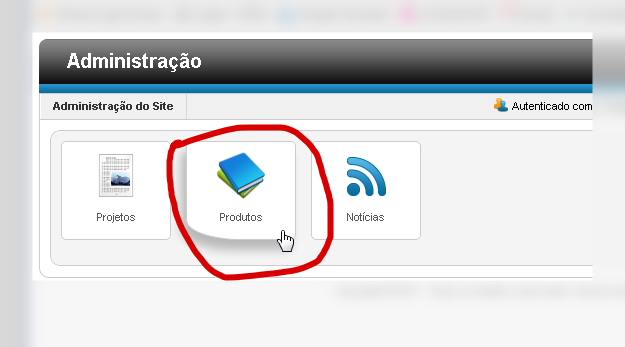 Administração
Administração do Site
Autenticado com
Projetos
Produtos
Notícias